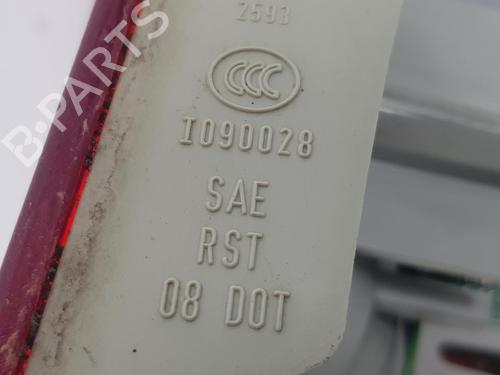 2593
CCC
I090028
SAE
RST
08 DOT
B-PARTS